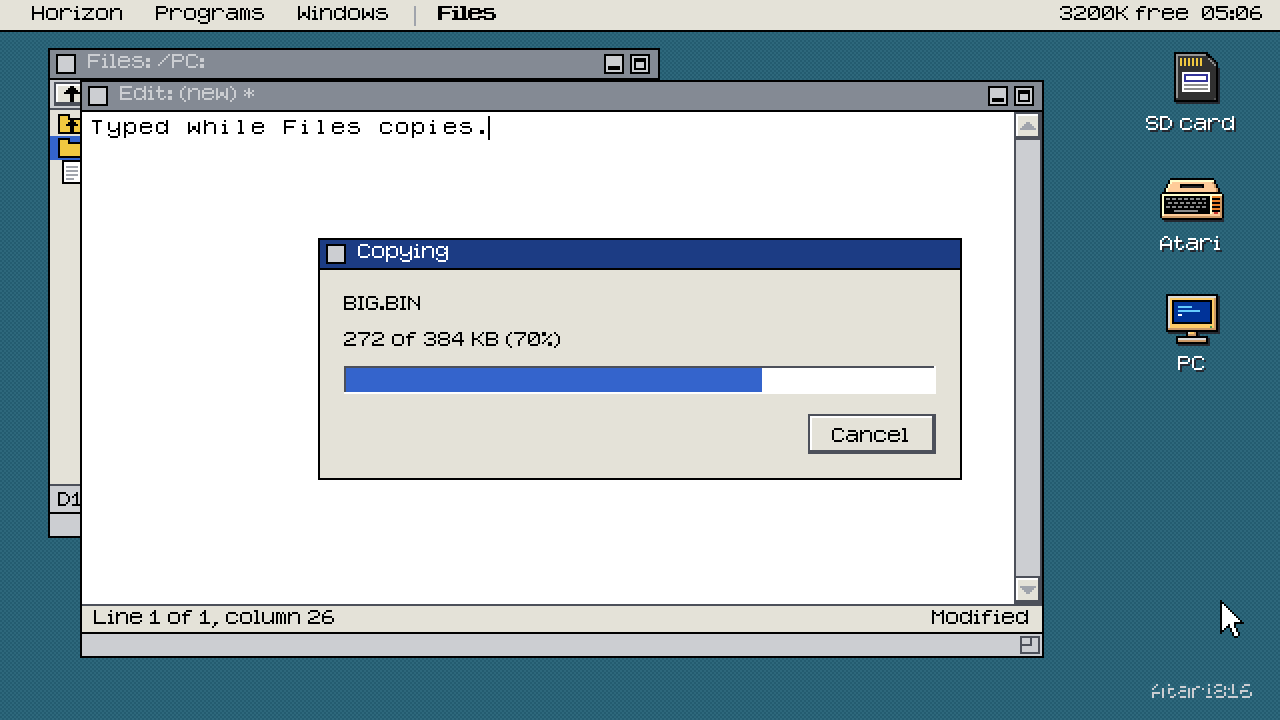 Horizon Programs Windows | Files 3200K free 05:06
Files: /PC:
Edit: (new) *
Typed while Files copies.
SD card
Atari
PC
Copying
BIG.BIN
272 of 384 KB (70%)
Cancel
D1
Line 1 of 1, column 26 Modified
Atari816